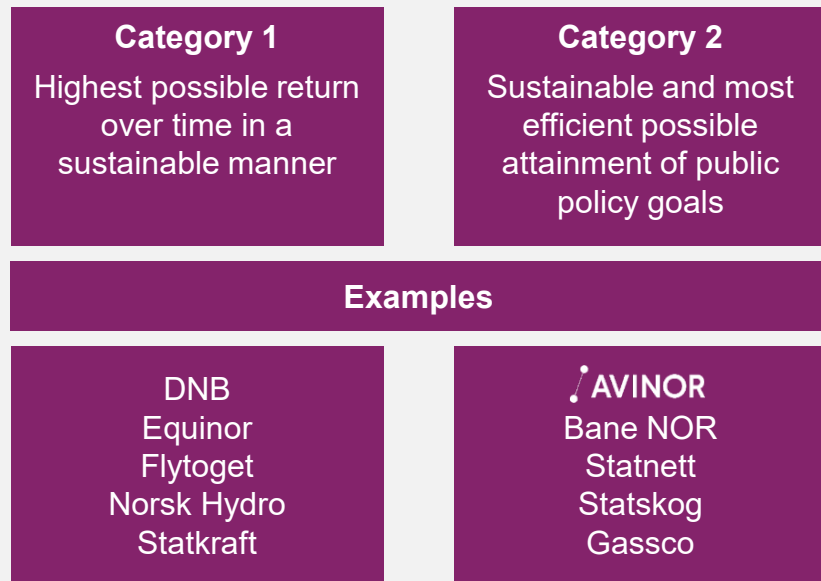 Category 1
Highest possible return
over time in a
sustainable manner
Category 2
Sustainable and most
efficient possible
attainment of public
policy goals
Examples
DNB
Equinor
Flytoget
Norsk Hydro
Statkraft
AVINOR
Bane NOR
Statnett
Statskog
Gassco